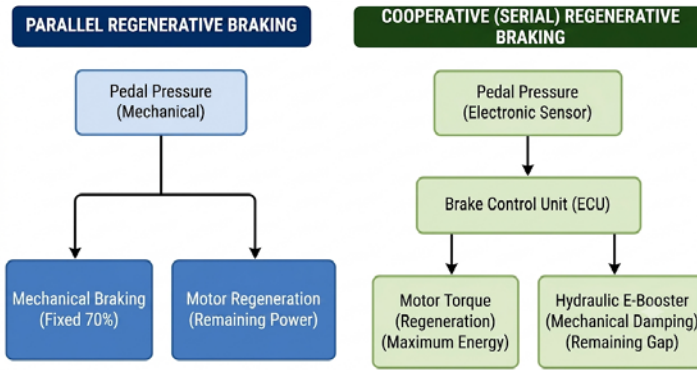 PARALLEL REGENERATIVE BRAKING
Pedal Pressure
(Mechanical)
Mechanical Braking
(Fixed 70%)
Motor Regeneration
(Remaining Power)
COOPERATIVE (SERIAL) REGENERATIVE
BRAKING
Pedal Pressure
(Electronic Sensor)
Brake Control Unit (ECU)
Motor Torque
(Regeneration)
(Maximum Energy)
Hydraulic E-Booster
(Mechanical Damping)
(Remaining Gap)